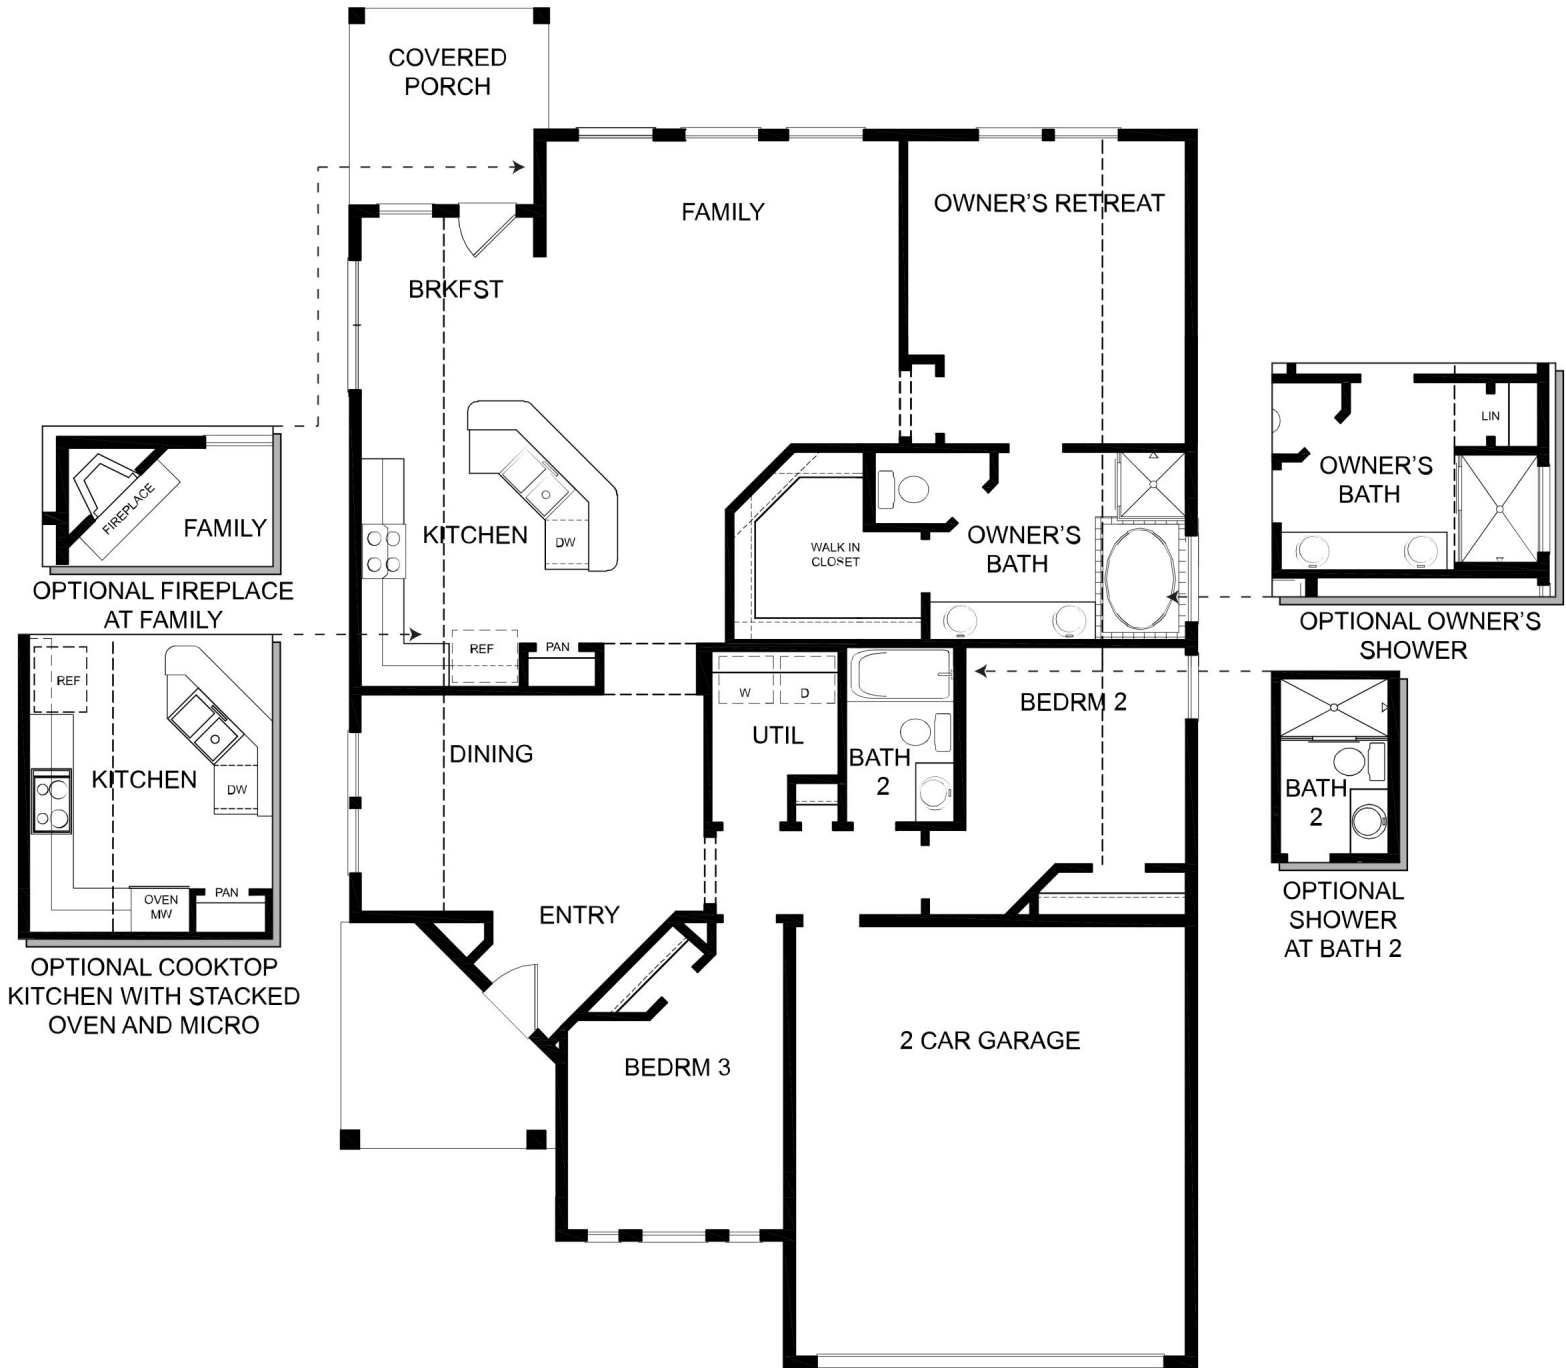 COVERED
PORCH
FAMILY
OWNER'S RETREAT
BRKFST
KITCHEN
DW
REF
PAN
WALK IN
CLOSET
OWNER'S
BATH
W
D
UTIL
BATH
2
BEDRM 2
DINING
ENTRY
BEDRM 3
2 CAR GARAGE
FIREPLACE
FAMILY
OPTIONAL FIREPLACE
AT FAMILY
REF
KITCHEN
DW
OVEN
MW
PAN
OPTIONAL COOKTOP
KITCHEN WITH STACKED
OVEN AND MICRO
LIN
OWNER'S
BATH
OPTIONAL OWNER'S
SHOWER
BATH
2
OPTIONAL
SHOWER
AT BATH 2